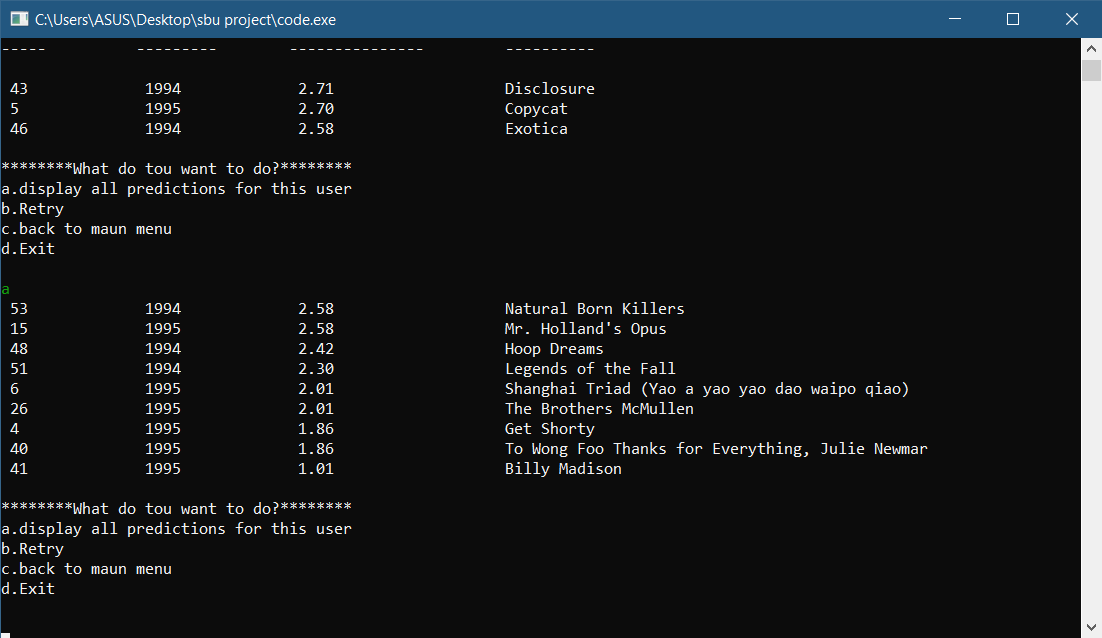 C:\Users\ASUS\Desktop\sbu project\code.exe
----- --------- --------------- ----------
43 1994 2.71 Disclosure
5 1995 2.70 Copycat
46 1994 2.58 Exotica
********What do tou want to do?********
a.display all predictions for this user
b.Retry
c.back to maun menu
d.Exit
a
53 1994 2.58 Natural Born Killers
15 1995 2.58 Mr. Holland's Opus
48 1994 2.42 Hoop Dreams
51 1994 2.30 Legends of the Fall
6 1995 2.01 Shanghai Triad (Yao a yao yao dao waipo qiao)
26 1995 2.01 The Brothers McMullen
4 1995 1.86 Get Shorty
40 1995 1.86 To Wong Foo Thanks for Everything, Julie Newmar
41 1995 1.01 Billy Madison
********What do tou want to do?********
a.display all predictions for this user
b.Retry
c.back to maun menu
d.Exit